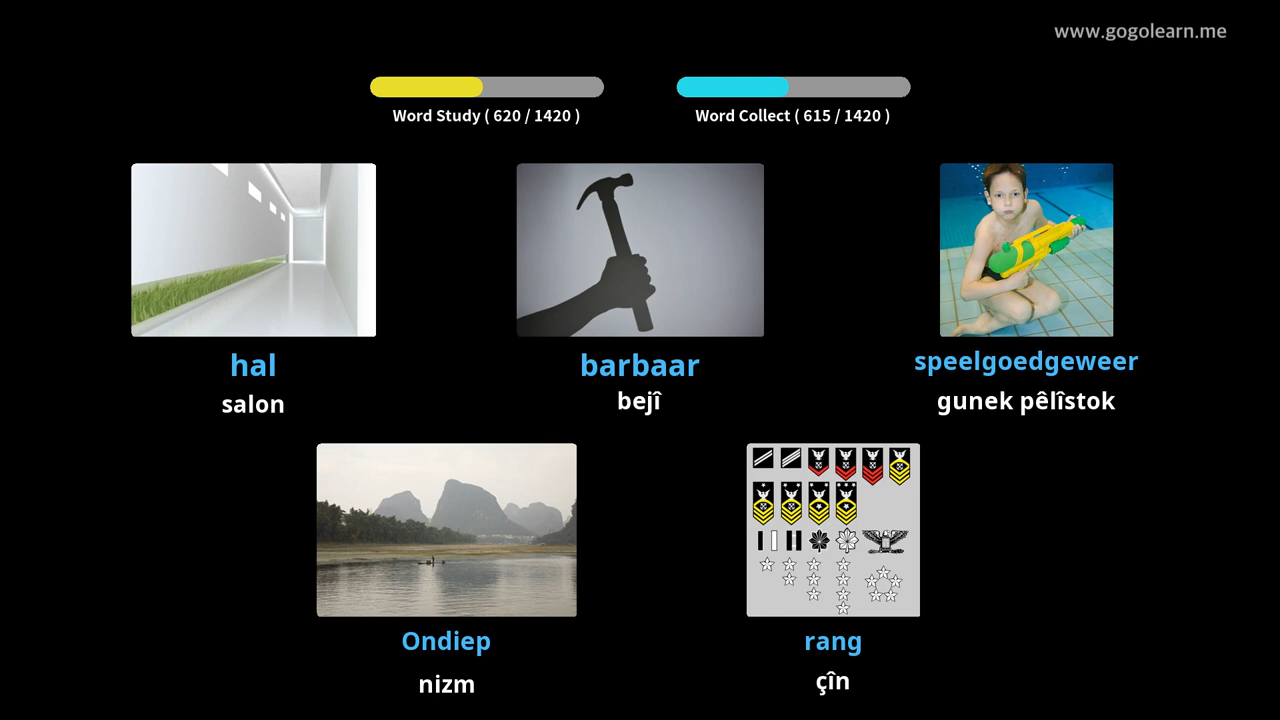 www.gogolearn.me
Word Study ( 620 / 1420 )
Word Collect ( 615 / 1420 )
hal
salon
barbaar
bejî
speelgoedgeweer
gunek pêlîstok
Ondiep
nizm
rang
çîn